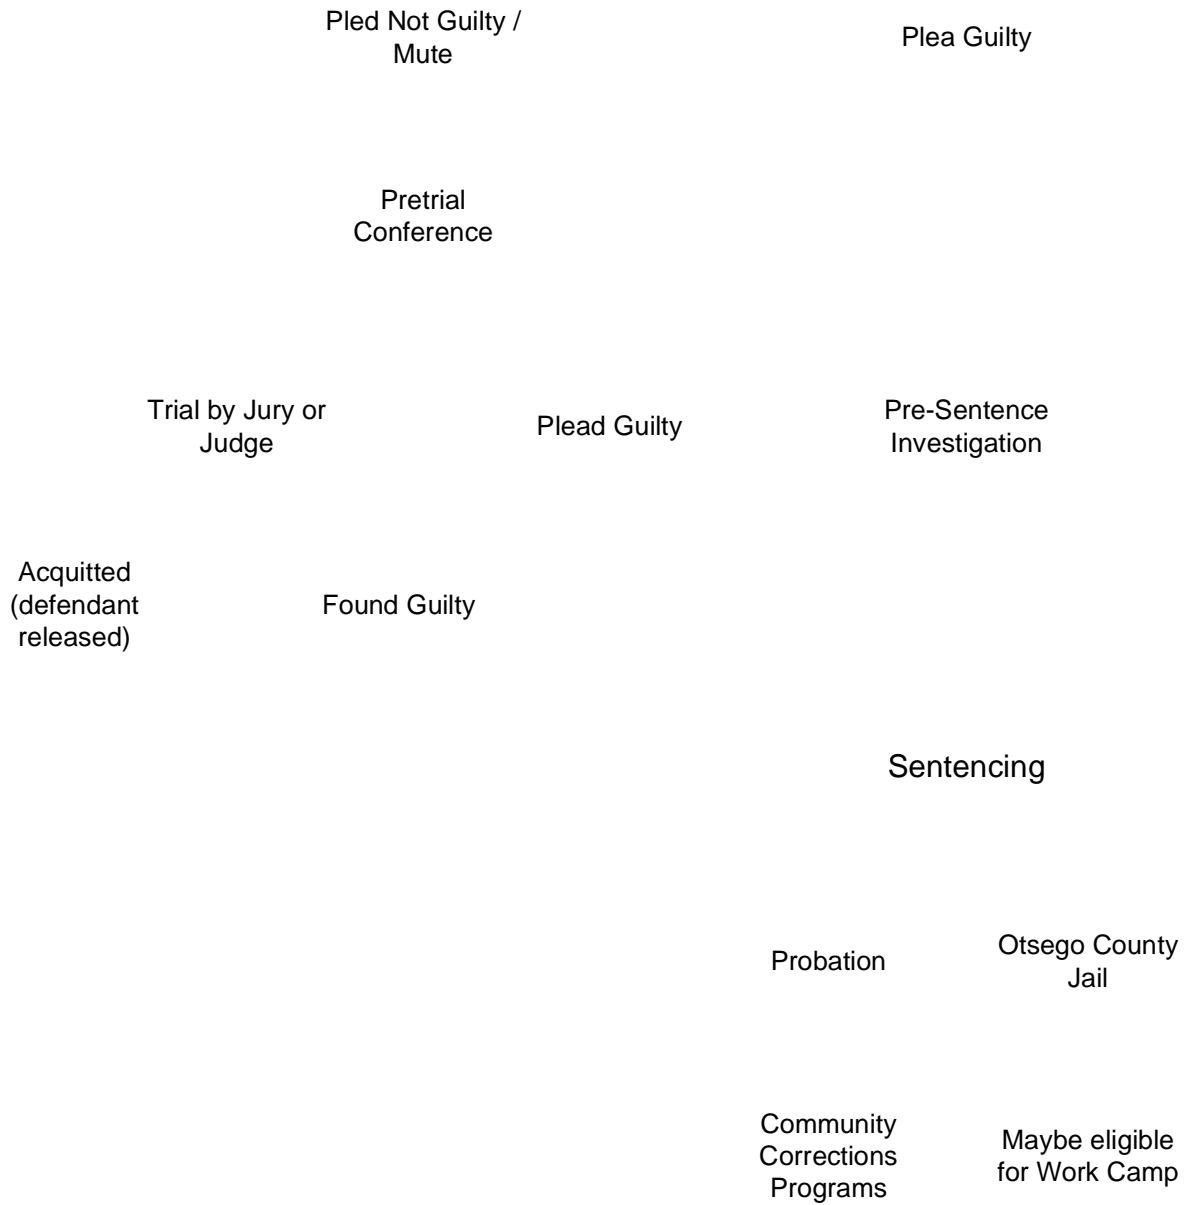 Pled Not Guilty /
Mute
Plea Guilty
Pretrial
Conference
Trial by Jury or
Judge
Plead Guilty
Pre-Sentence
Investigation
Acquitted
(defendant
released)
Found Guilty
Sentencing
Probation
Otsego County
Jail
Community
Corrections
Programs
Maybe eligible
for Work Camp